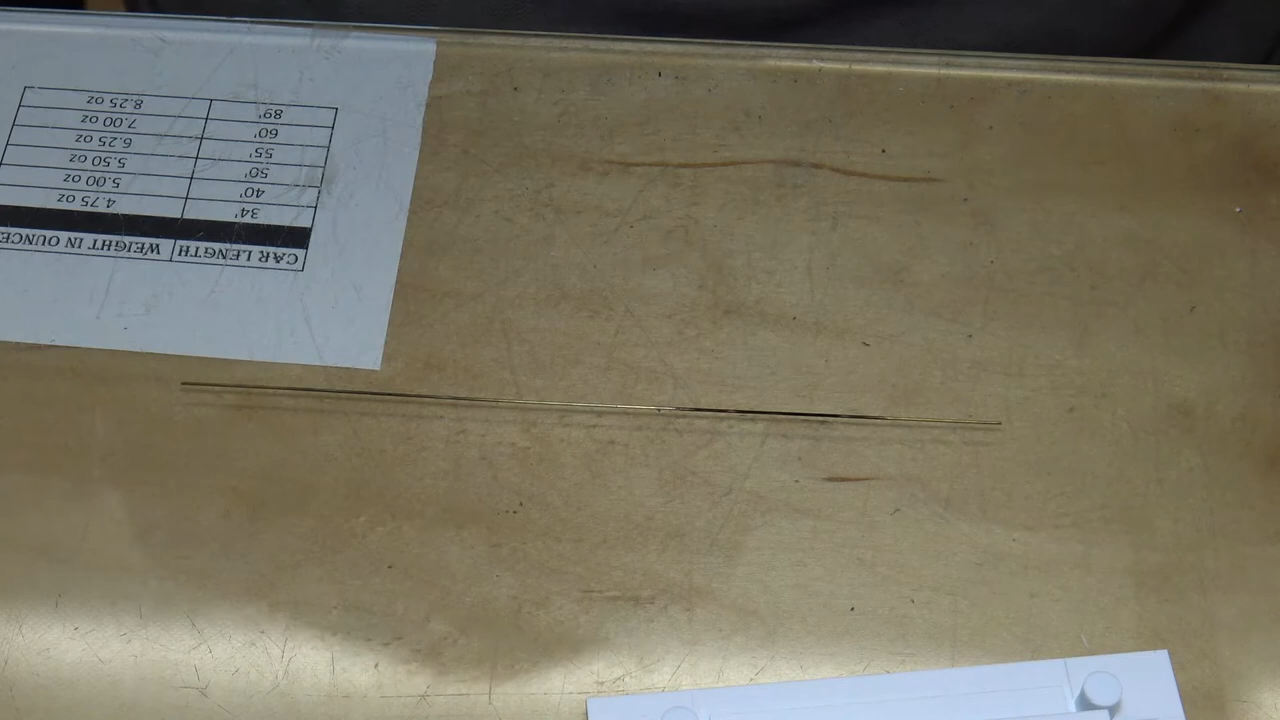 CAR LENGTH WEIGHT IN OUNCE
34' 4.75 oz
40' 5.00 oz
50' 5.50 oz
55' 6.25 oz
60' 7.00 oz
89' 8.25 oz